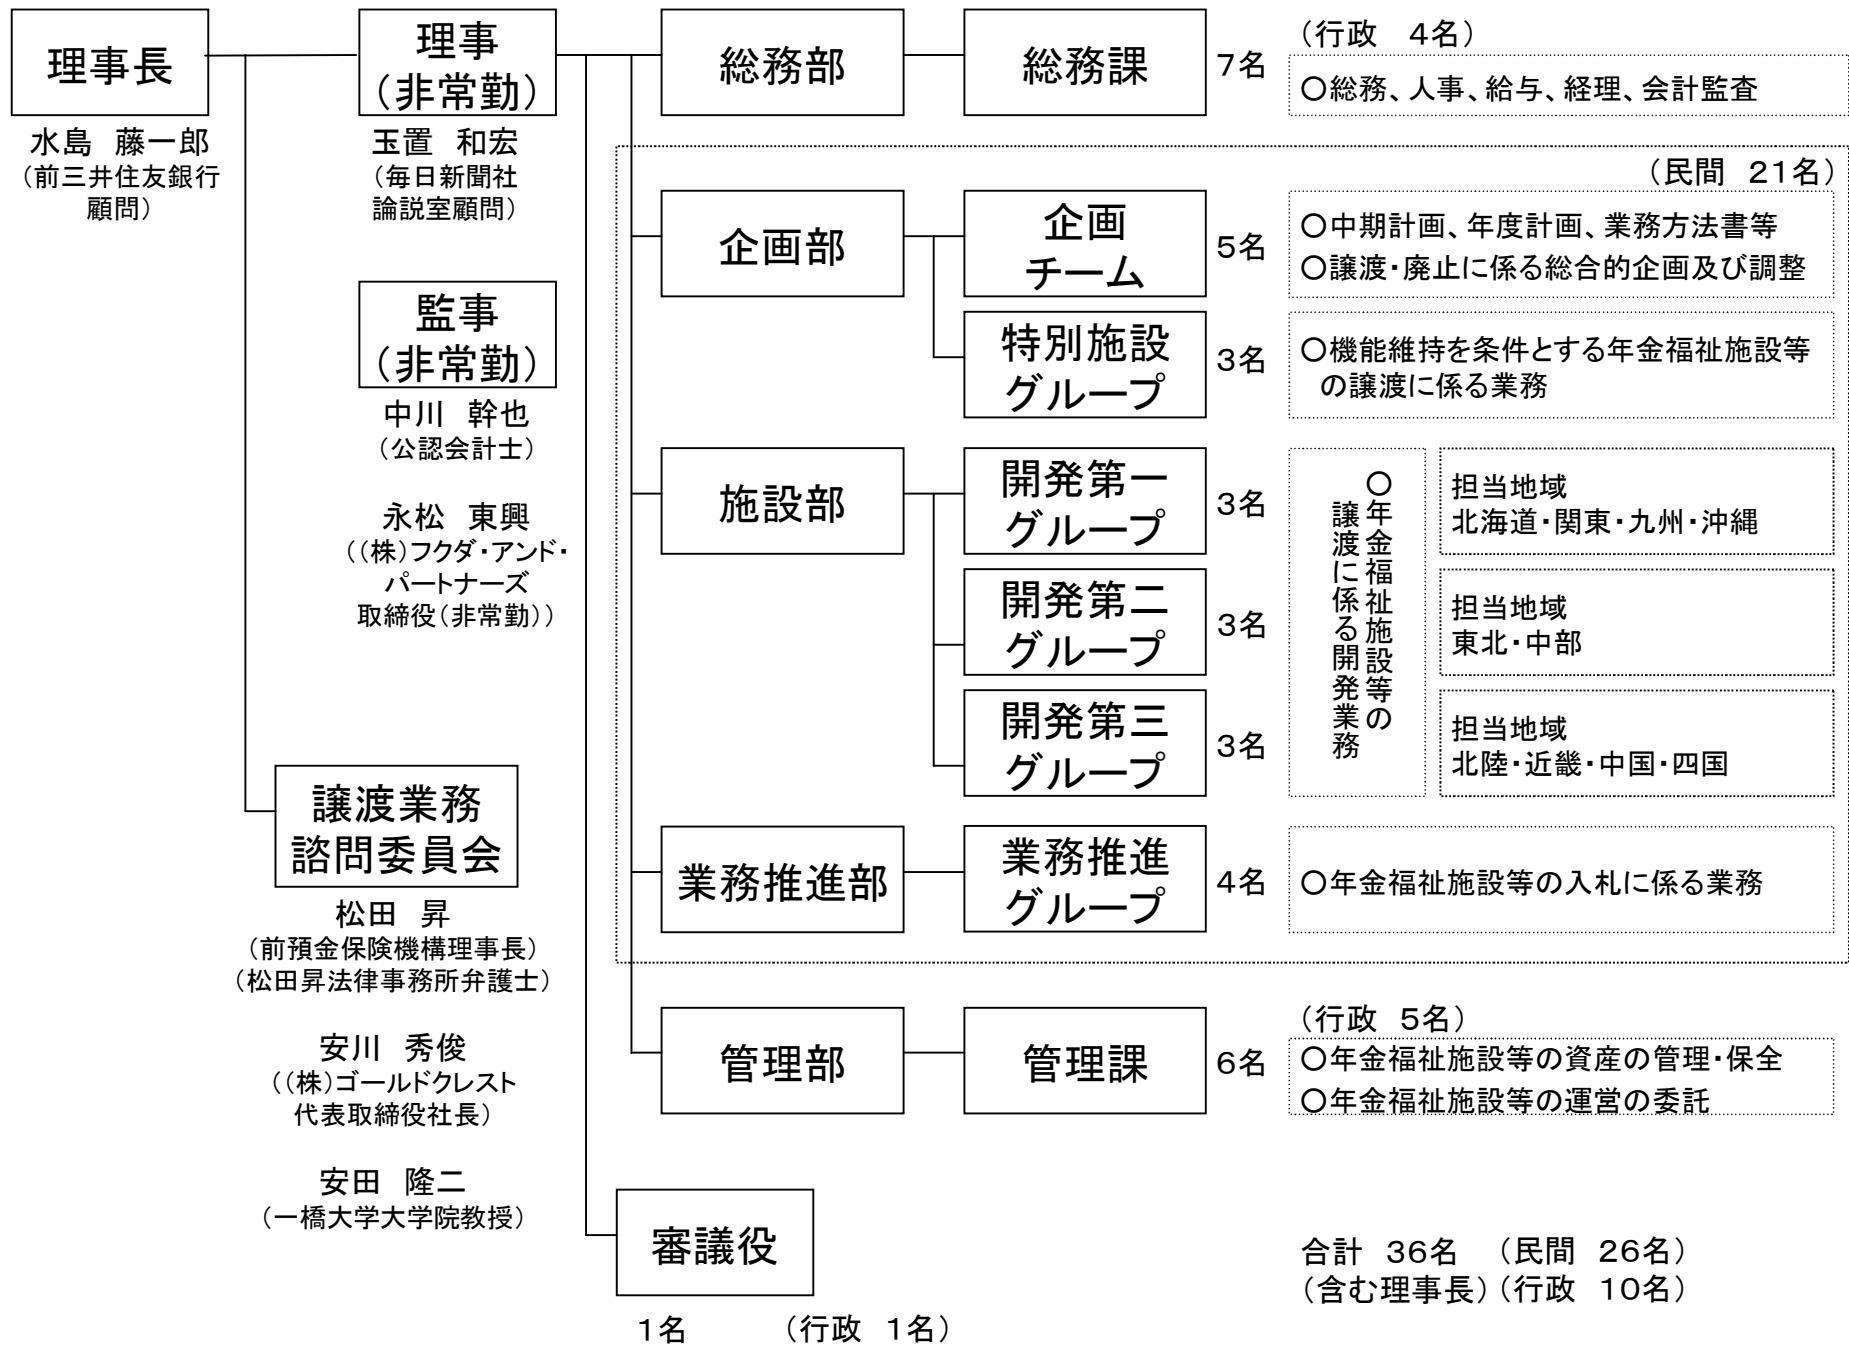 理事長
水島　藤一郎
（前三井住友銀行
顧問）
理事
（非常勤）
玉置　和宏
（毎日新聞社
論説室顧問）
監事
（非常勤）
中川　幹也
（公認会計士）
永松　東興
（（株）フクダ・アンド・
パートナーズ
取締役（非常勤））
譲渡業務
諮問委員会
松田　昇
（前預金保険機構理事長）
（松田昇法律事務所弁護士）
安川　秀俊
（（株）ゴールドクレスト
代表取締役社長）
安田　隆二
（一橋大学大学院教授）
総務部
総務課
７名
（行政　４名）
○総務、人事、給与、経理、会計監査
（民間　２１名）
企画部
企画
チーム
５名
○中期計画、年度計画、業務方法書等
○譲渡・廃止に係る総合的企画及び調整
特別施設
グループ
３名
○機能維持を条件とする年金福祉施設等
の譲渡に係る業務
施設部
開発第一
グループ
３名
開発第二
グループ
３名
開発第三
グループ
３名
○年金福祉施設等の
譲渡に係る開発業務
担当地域
北海道・関東・九州・沖縄
担当地域
東北・中部
担当地域
北陸・近畿・中国・四国
業務推進部
業務推進
グループ
４名
○年金福祉施設等の入札に係る業務
管理部
管理課
６名
（行政　５名）
○年金福祉施設等の資産の管理・保全
○年金福祉施設等の運営の委託
審議役
１名　（行政　１名）
合計　３６名　（民間　２６名）
（含む理事長）（行政　１０名）